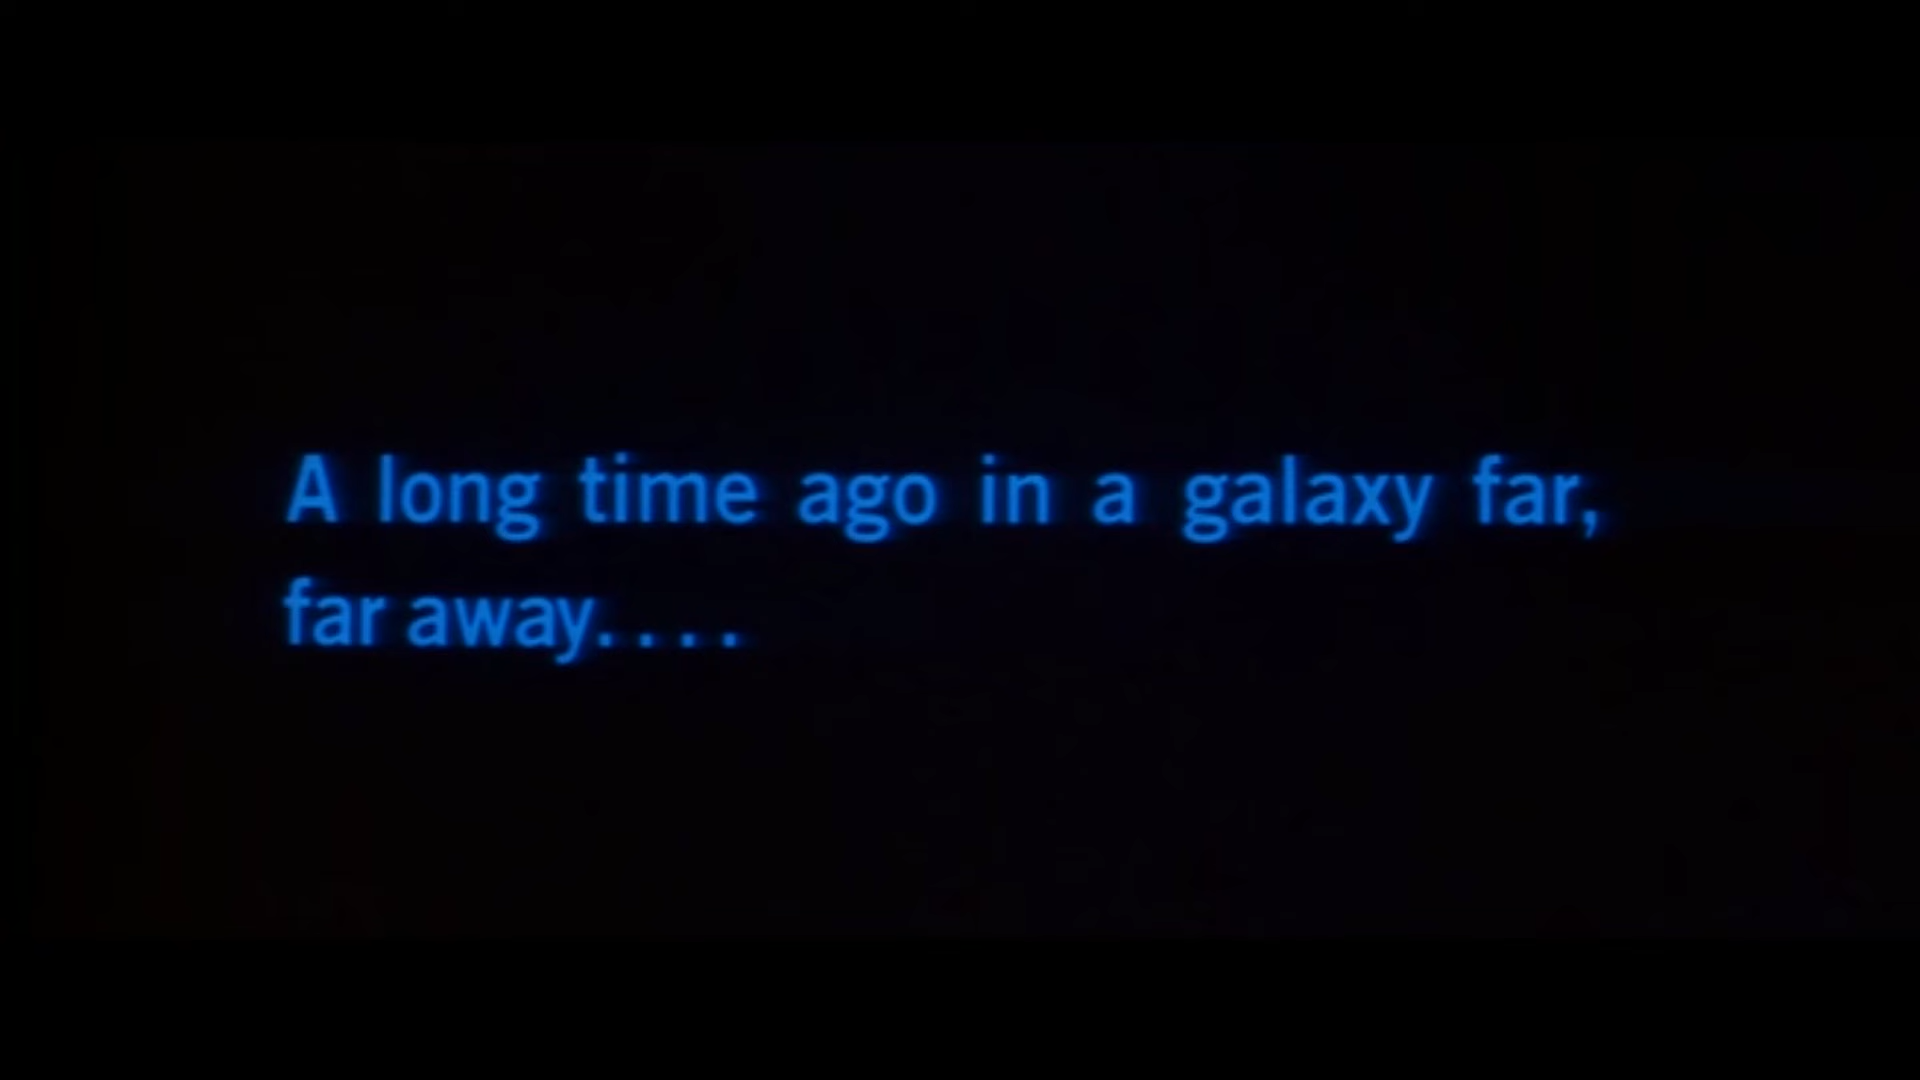 A long time ago in a galaxy far,
far away. . . .